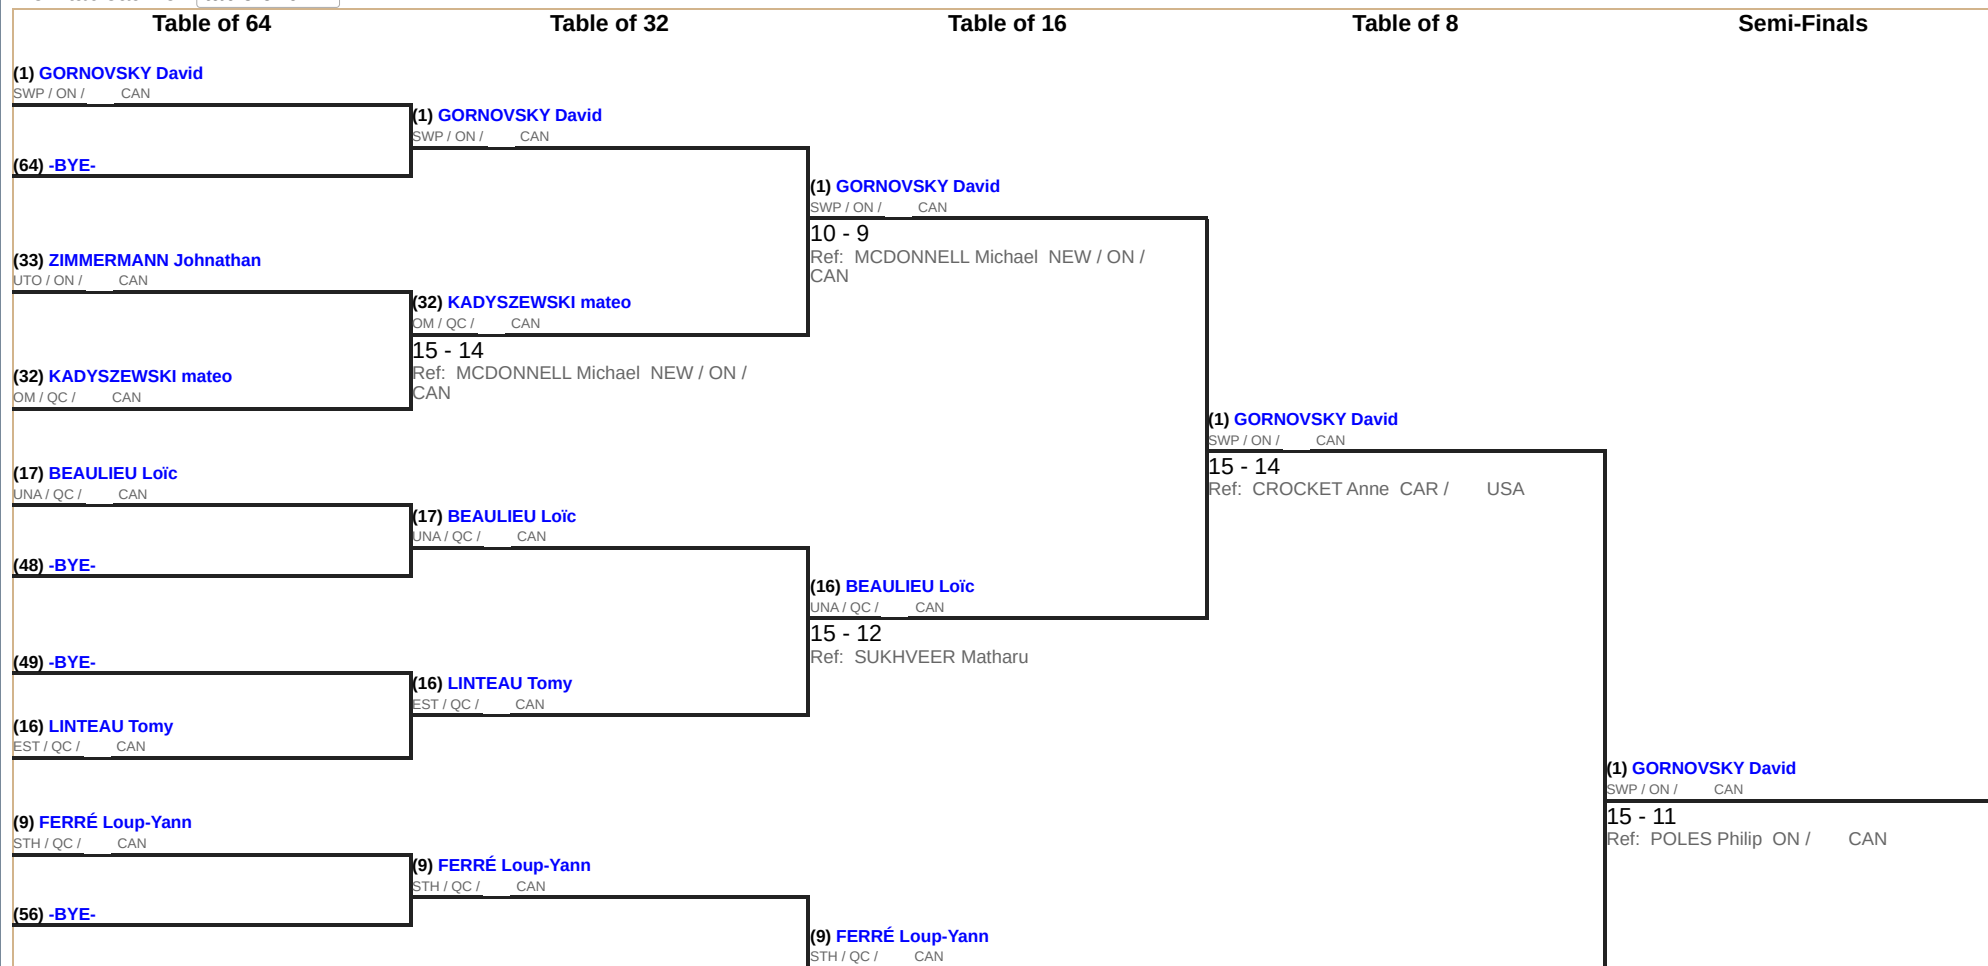 Table of 64 Table of 32 Table of 16 Table of 8 Semi-Finals
(1) GORNOVSKY David
SWP / ON / CAN
(64) -BYE-
(33) ZIMMERMANN Johnathan
UTO / ON / CAN
(32) KADYSZEWSKI mateo
OM / QC / CAN
(17) BEAULIEU Loïc
UNA / QC / CAN
(48) -BYE-
(49) -BYE-
(16) LINTEAU Tomy
EST / QC / CAN
(9) FERRÉ Loup-Yann
STH / QC / CAN
(56) -BYE-
(1) GORNOVSKY David
SWP / ON / CAN
(32) KADYSZEWSKI mateo
OM / QC / CAN
15 - 14
Ref: MCDONNELL Michael NEW / ON /
CAN
(17) BEAULIEU Loïc
UNA / QC / CAN
(16) LINTEAU Tomy
EST / QC / CAN
(9) FERRÉ Loup-Yann
STH / QC / CAN
(1) GORNOVSKY David
SWP / ON / CAN
10 - 9
Ref: MCDONNELL Michael NEW / ON /
CAN
(16) BEAULIEU Loïc
UNA / QC / CAN
15 - 12
Ref: SUKHVEER Matharu
(9) FERRÉ Loup-Yann
STH / QC / CAN
(1) GORNOVSKY David
SWP / ON / CAN
15 - 14
Ref: CROCKET Anne CAR / USA
(1) GORNOVSKY David
SWP / ON / CAN
15 - 11
Ref: POLES Philip ON / CAN